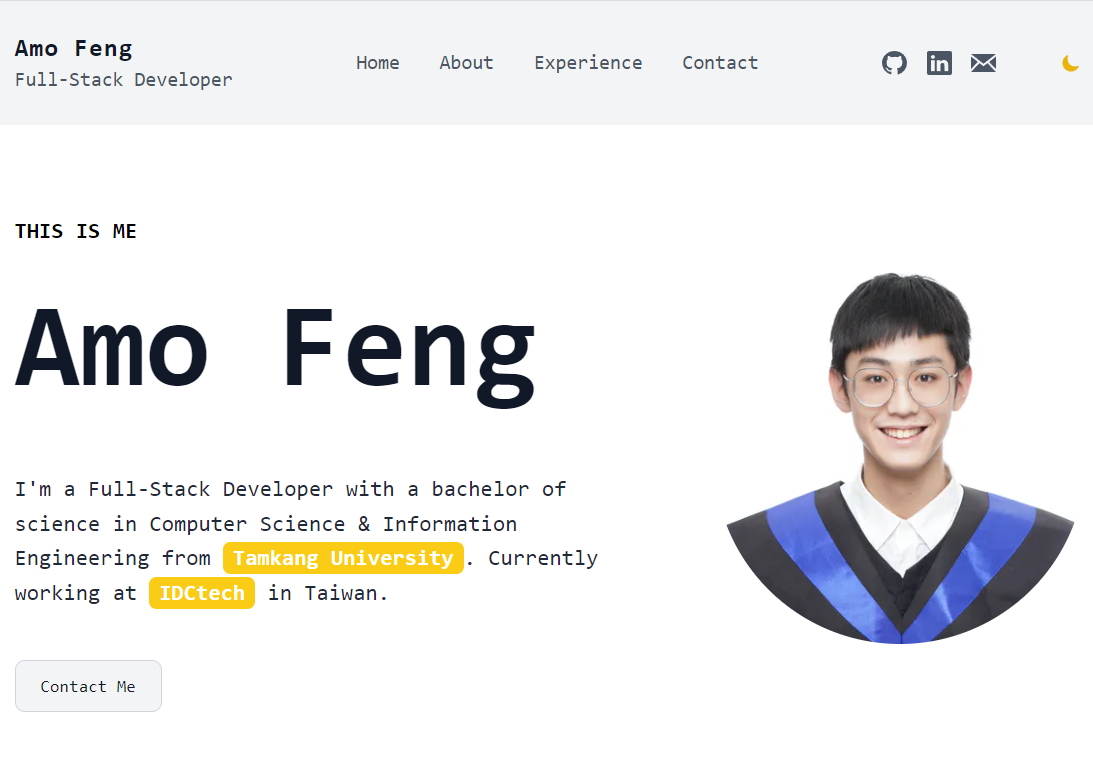 Amo Feng
Full-Stack Developer
Home
About
Experience
Contact
in
THIS IS ME
Amo Feng
I'm a Full-Stack Developer with a bachelor of
science in Computer Science & Information
Engineering from Tamkang University. Currently
working at IDCtech in Taiwan.
Contact Me